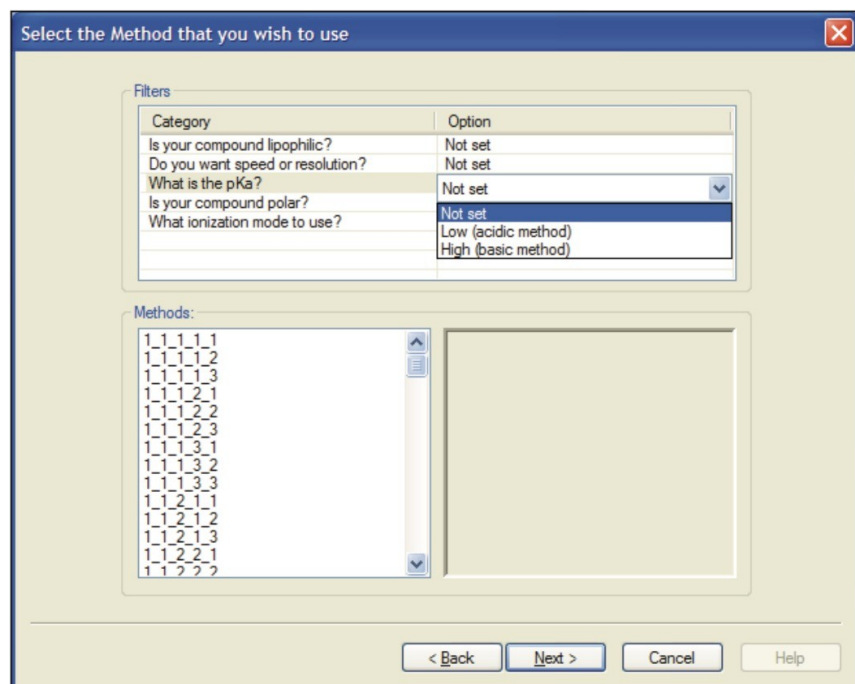 Select the Method that you wish to use
Filters
Category Option
Is your compound lipophilic? Not set
Do you want speed or resolution? Not set
What is the pKa? Not set
Is your compound polar?
What ionization mode to use?
Not set
Low (acidic method)
High (basic method)
Methods:
1_1_1_1_1
1_1_1_1_2
1_1_1_1_3
1_1_1_2_1
1_1_1_2_2
1_1_1_2_3
1_1_1_3_1
1_1_1_3_2
1_1_1_3_3
1_1_2_1_1
1_1_2_1_2
1_1_2_1_3
1_1_2_2_1
1_1_2_2_2
< Back Next > Cancel Help